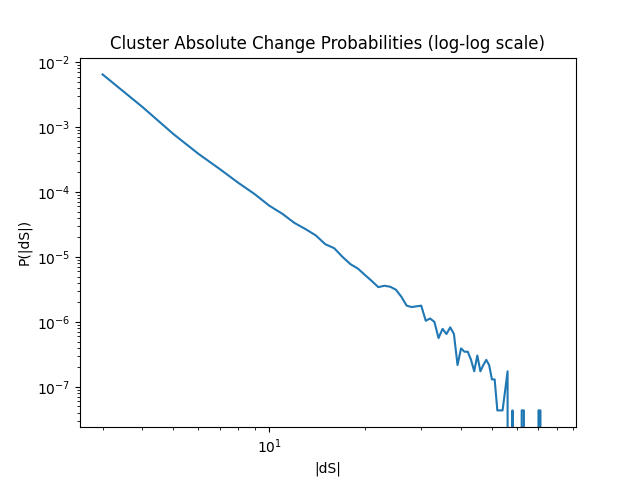 Cluster Absolute Change Probabilities (log-log scale)
10⁻²
10⁻³
10⁻⁴
10⁻⁵
10⁻⁶
10⁻⁷
P(|dS|)
10¹
|dS|